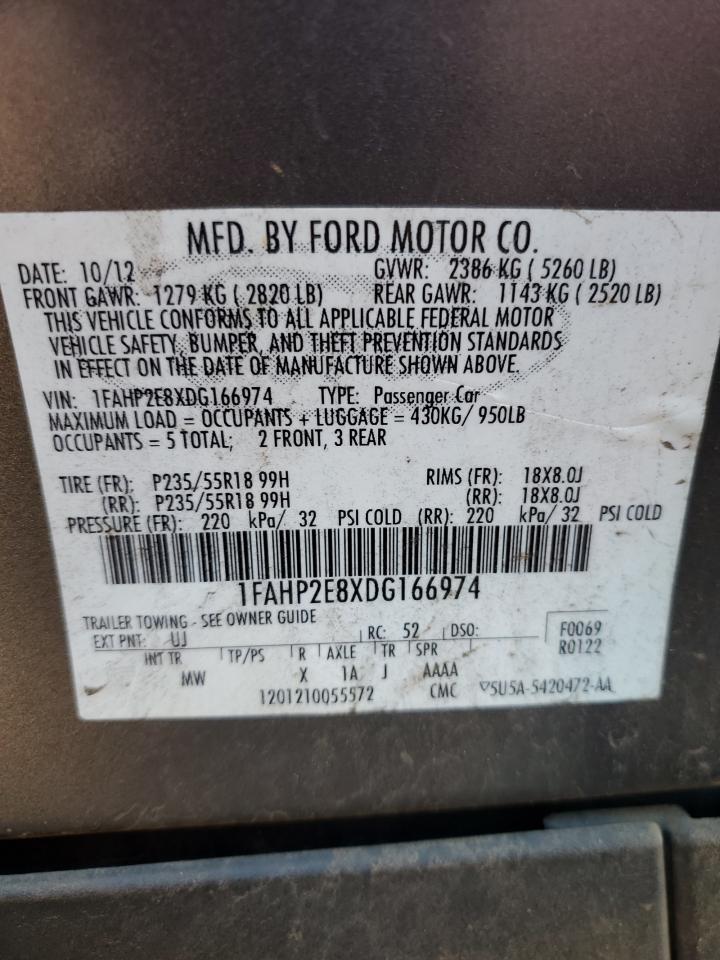 MFD. BY FORD MOTOR CO.
DATE: 10/12 GVWR: 2386 KG ( 5260 LB)
FRONT GAWR: 1279 KG ( 2820 LB) REAR GAWR: 1143 KG ( 2520 LB)
THIS VEHICLE CONFORMS TO ALL APPLICABLE FEDERAL MOTOR
VEHICLE SAFETY, BUMPER, AND THEFT PREVENTION STANDARDS
IN EFFECT ON THE DATE OF MANUFACTURE SHOWN ABOVE.
VIN: 1FAHP2E8XDG166974 TYPE: Passenger Car
MAXIMUM LOAD = OCCUPANTS + LUGGAGE = 430KG/ 950LB
OCCUPANTS = 5 TOTAL; 2 FRONT, 3 REAR
TIRE (FR): P235/55R18 99H RIMS (FR): 18X8.0J
(RR): P235/55R18 99H (RR): 18X8.0J
PRESSURE (FR): 220 kPa/ 32 PSI COLD (RR): 220 kPa/ 32 PSI COLD
1FAHP2E8XDG166974
TRAILER TOWING - SEE OWNER GUIDE
EXT PNT: UJ RC: 52 DSO: F0069
R0122
INT TR TP/PS R AXLE TR SPR
MW X 1A J AAAA
1201210055572 CMC ▽5U5A-5420472-AA